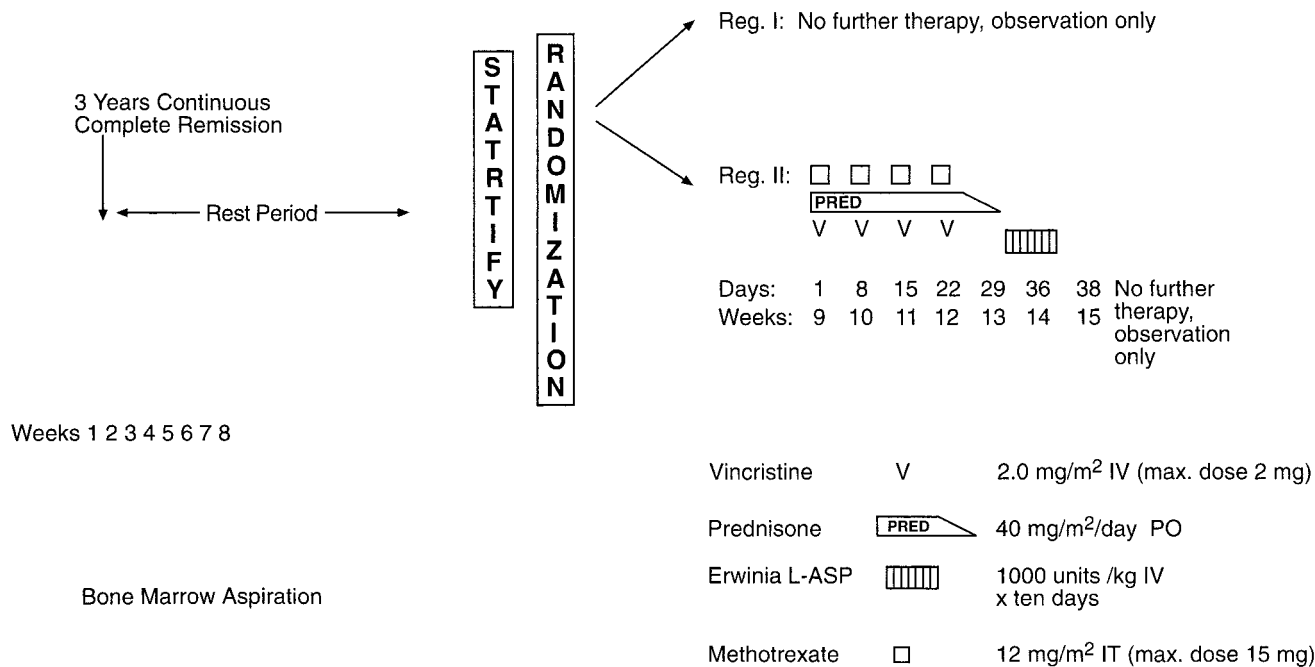 3 Years Continuous
Complete Remission
Rest Period
STATRTIFY
RANDOMIZATION
Reg. I: No further therapy, observation only
Reg. II:
PRED
V V V V
Days: 1 8 15 22 29 36 38 No further
Weeks: 9 10 11 12 13 14 15 therapy,
observation
only
Weeks 1 2 3 4 5 6 7 8
Vincristine V 2.0 mg/m² IV (max. dose 2 mg)
Prednisone PRED 40 mg/m²/day PO
Erwinia L-ASP 1000 units /kg IV
x ten days
Bone Marrow Aspiration
Methotrexate 12 mg/m² IT (max. dose 15 mg)